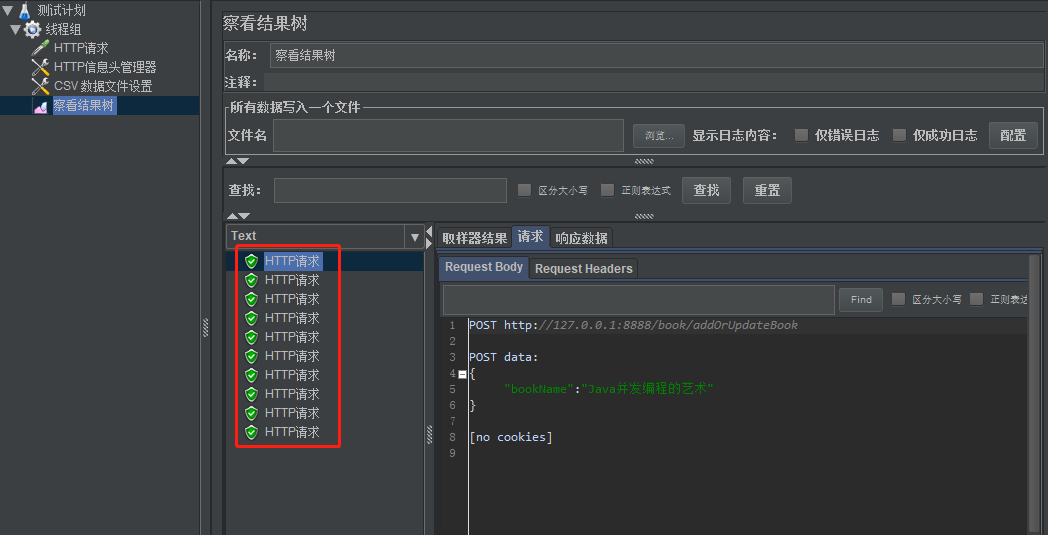 测试计划
线程组
HTTP请求
HTTP信息头管理器
CSV 数据文件设置
察看结果树
察看结果树
名称： 察看结果树
注释：
所有数据写入一个文件
文件名 浏览... 显示日志内容： 仅错误日志 仅成功日志 配置
查找： 区分大小写 正则表达式 查找 重置
Text
HTTP请求
HTTP请求
HTTP请求
HTTP请求
HTTP请求
HTTP请求
HTTP请求
HTTP请求
HTTP请求
HTTP请求
取样器结果 请求 响应数据
Request Body Request Headers
Find 区分大小写 正则表达
1 POST http://127.0.0.1:8888/book/addOrUpdateBook
2
3 POST data:
4 {
5 "bookName":"Java并发编程的艺术"
6 }
7
8 [no cookies]
9